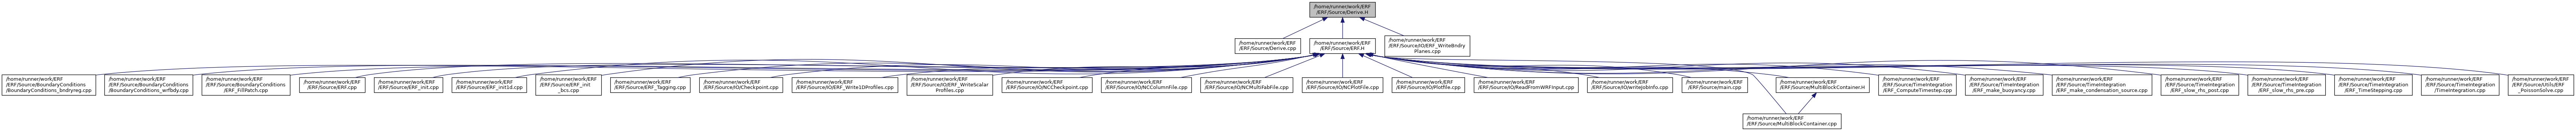 /home/runner/work/ERF
/ERF/Source/Derive.H
/home/runner/work/ERF
/ERF/Source/Derive.cpp
/home/runner/work/ERF
/ERF/Source/ERF.H
/home/runner/work/ERF
/ERF/Source/IO/ERF_WriteBndry
Planes.cpp
/home/runner/work/ERF
/ERF/Source/BoundaryConditions
/BoundaryConditions_bndryreg.cpp
/home/runner/work/ERF
/ERF/Source/BoundaryConditions
/BoundaryConditions_wrfbdy.cpp
/home/runner/work/ERF
/ERF/Source/BoundaryConditions
/ERF_FillPatch.cpp
/home/runner/work/ERF
/ERF/Source/ERF.cpp
/home/runner/work/ERF
/ERF/Source/ERF_init.cpp
/home/runner/work/ERF
/ERF/Source/ERF_init1d.cpp
/home/runner/work/ERF
/ERF/Source/ERF_init
_bcs.cpp
/home/runner/work/ERF
/ERF/Source/ERF_Tagging.cpp
/home/runner/work/ERF
/ERF/Source/IO/Checkpoint.cpp
/home/runner/work/ERF
/ERF/Source/IO/ERF_Write1DProfiles.cpp
/home/runner/work/ERF
/ERF/Source/IO/ERF_WriteScalar
Profiles.cpp
/home/runner/work/ERF
/ERF/Source/IO/NCCheckpoint.cpp
/home/runner/work/ERF
/ERF/Source/IO/NCColumnFile.cpp
/home/runner/work/ERF
/ERF/Source/IO/NCMultiFabFile.cpp
/home/runner/work/ERF
/ERF/Source/IO/NCPlotFile.cpp
/home/runner/work/ERF
/ERF/Source/IO/Plotfile.cpp
/home/runner/work/ERF
/ERF/Source/IO/ReadFromWRFInput.cpp
/home/runner/work/ERF
/ERF/Source/IO/writeJobInfo.cpp
/home/runner/work/ERF
/ERF/Source/main.cpp
/home/runner/work/ERF
/ERF/Source/MultiBlockContainer.H
/home/runner/work/ERF
/ERF/Source/TimeIntegration
/ERF_ComputeTimestep.cpp
/home/runner/work/ERF
/ERF/Source/TimeIntegration
/ERF_make_buoyancy.cpp
/home/runner/work/ERF
/ERF/Source/TimeIntegration
/ERF_make_condensation_source.cpp
/home/runner/work/ERF
/ERF/Source/TimeIntegration
/ERF_slow_rhs_post.cpp
/home/runner/work/ERF
/ERF/Source/TimeIntegration
/ERF_slow_rhs_pre.cpp
/home/runner/work/ERF
/ERF/Source/TimeIntegration
/ERF_TimeStepping.cpp
/home/runner/work/ERF
/ERF/Source/TimeIntegration
/TimeIntegration.cpp
/home/runner/work/ERF
/ERF/Source/Utils/ERF
_PoissonSolve.cpp
/home/runner/work/ERF
/ERF/Source/MultiBlockContainer.cpp